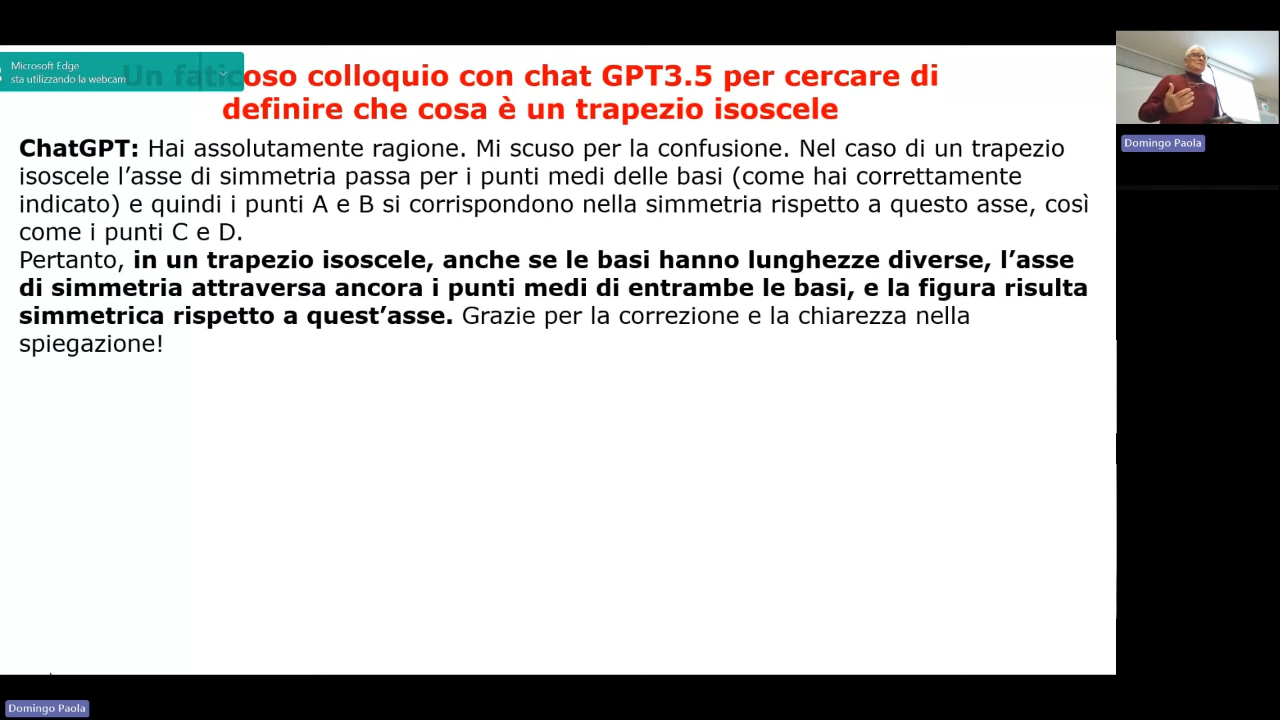 Microsoft Edge
sta utilizzando la webcam
Un faticoso colloquio con chat GPT3.5 per cercare di
definire che cosa è un trapezio isoscele
ChatGPT: Hai assolutamente ragione. Mi scuso per la confusione. Nel caso di un trapezio
isoscele l’asse di simmetria passa per i punti medi delle basi (come hai correttamente
indicato) e quindi i punti A e B si corrispondono nella simmetria rispetto a questo asse, così
come i punti C e D.
Pertanto, in un trapezio isoscele, anche se le basi hanno lunghezze diverse, l’asse
di simmetria attraversa ancora i punti medi di entrambe le basi, e la figura risulta
simmetrica rispetto a quest’asse. Grazie per la correzione e la chiarezza nella
spiegazione!
Domingo Paola
Domingo Paola